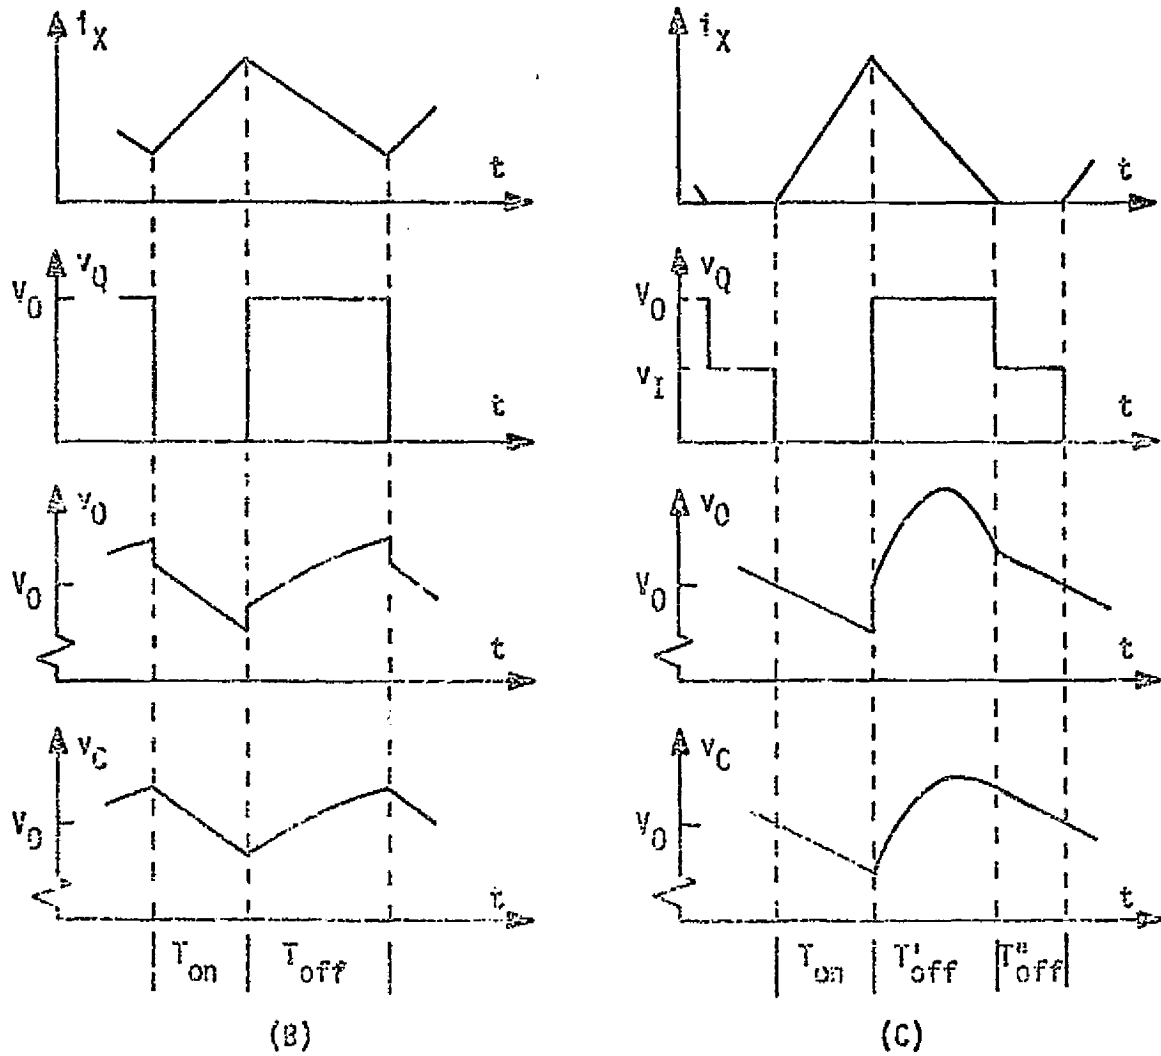 i_X
t
V_O
v_Q
t
v_O
V_O
t
v_C
V_O
t
T_on
T_off
(B)
i_X
t
V_O
v_Q
v_I
t
v_O
V_O
t
v_C
V_O
t
T_on
T'_off
T"_off
(C)